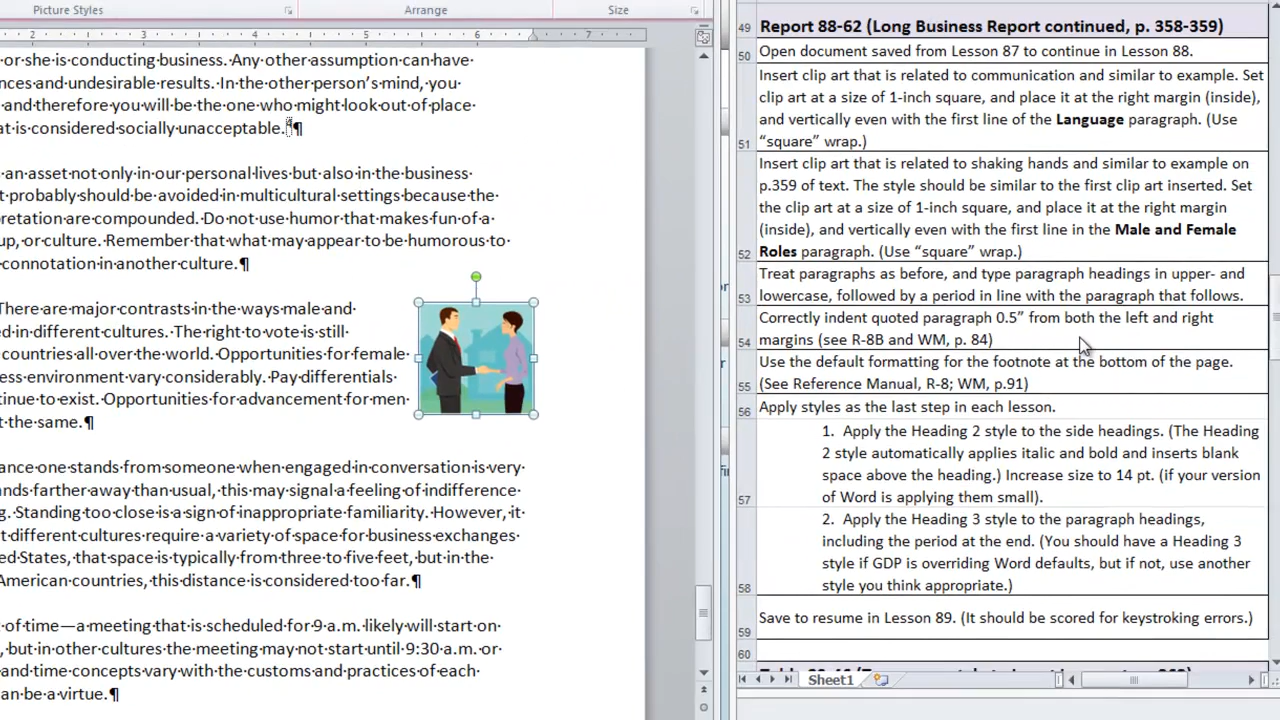 Picture Styles
Arrange
Size
2 3 4 5 6 7
or·she·is·conducting·business.·Any·other·assumption·can·have·
nces·and·undesirable·results.·In·the·other·person's·mind,·you·
and·therefore·you·will·be·the·one·who·might·look·out·of·place·
at·is·considered·socially·unacceptable.¶
an·asset·not·only·in·our·personal·lives·but·also·in·the·business·
t·probably·should·be·avoided·in·multicultural·settings·because·the·
pretation·are·compounded.·Do·not·use·humor·that·makes·fun·of·a·
up,·or·culture.·Remember·that·what·may·appear·to·be·humorous·to·
connotation·in·another·culture.¶
There·are·major·contrasts·in·the·ways·male·and·
ed·in·different·cultures.·The·right·to·vote·is·still·
countries·all·over·the·world.·Opportunities·for·female·
ess·environment·vary·considerably.·Pay·differentials·
tinue·to·exist.·Opportunities·for·advancement·for·men·
t·the·same.¶
ance·one·stands·from·someone·when·engaged·in·conversation·is·very·
ands·farther·away·than·usual,·this·may·signal·a·feeling·of·indifference·
g.·Standing·too·close·is·a·sign·of·inappropriate·familiarity.·However,·it·
t·different·cultures·require·a·variety·of·space·for·business·exchanges·
ed·States,·that·space·is·typically·from·three·to·five·feet,·but·in·the·
American·countries,·this·distance·is·considered·too·far.¶
of·time—a·meeting·that·is·scheduled·for·9·a.m.·likely·will·start·on·
,·but·in·other·cultures·the·meeting·may·not·start·until·9:30·a.m.·or·
and·time·concepts·vary·with·the·customs·and·practices·of·each·
an·be·a·virtue.¶
49 Report 88-62 (Long Business Report continued, p. 358-359)
50 Open document saved from Lesson 87 to continue in Lesson 88.
Insert clip art that is related to communication and similar to example. Set
clip art at a size of 1-inch square, and place it at the right margin (inside),
and vertically even with the first line of the Language paragraph. (Use
51 “square” wrap.)
Insert clip art that is related to shaking hands and similar to example on
p.359 of text. The style should be similar to the first clip art inserted. Set
the clip art at a size of 1-inch square, and place it at the right margin
(inside), and vertically even with the first line in the Male and Female
52 Roles paragraph. (Use “square” wrap.)
Treat paragraphs as before, and type paragraph headings in upper- and
53 lowercase, followed by a period in line with the paragraph that follows.
Correctly indent quoted paragraph 0.5” from both the left and right
54 margins (see R-8B and WM, p. 84)
Use the default formatting for the footnote at the bottom of the page.
55 (See Reference Manual, R-8; WM, p.91)
56 Apply styles as the last step in each lesson.
1. Apply the Heading 2 style to the side headings. (The Heading
2 style automatically applies italic and bold and inserts blank
space above the heading.) Increase size to 14 pt. (if your version
57 of Word is applying them small).
2. Apply the Heading 3 style to the paragraph headings,
including the period at the end. (You should have a Heading 3
style if GDP is overriding Word defaults, but if not, use another
58 style you think appropriate.)
59 Save to resume in Lesson 89. (It should be scored for keystroking errors.)
60
Sheet1